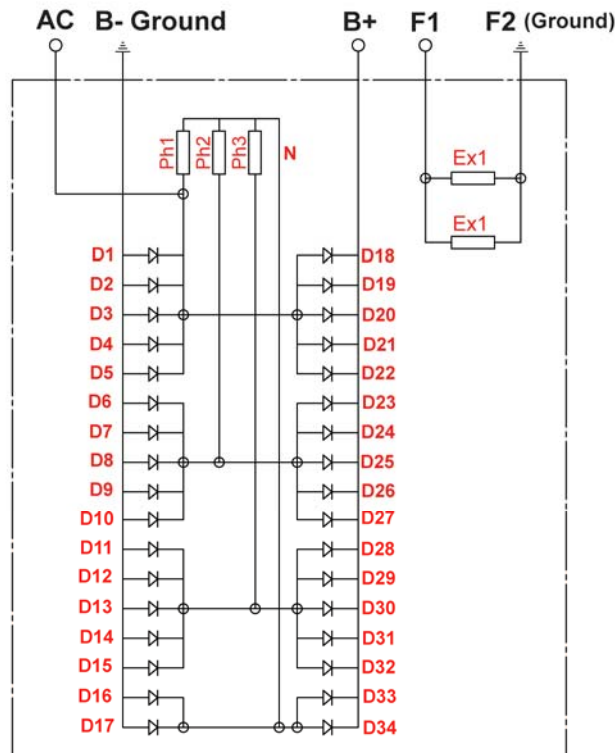 AC B- Ground B+ F1 F2 (Ground)
Ph1 Ph2 Ph3 N
Ex1
Ex1
D1 D18
D2 D19
D3 D20
D4 D21
D5 D22
D6 D23
D7 D24
D8 D25
D9 D26
D10 D27
D11 D28
D12 D29
D13 D30
D14 D31
D15 D32
D16 D33
D17 D34